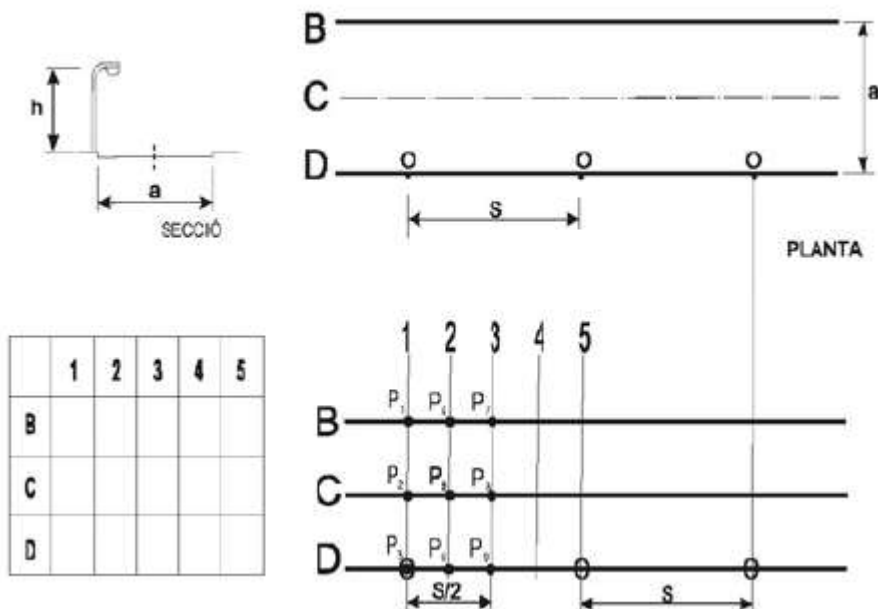 B
C
D
a
h
a
SECCIÓ
S
PLANTA
1 2 3 4 5
B
C
D
1 2 3 4 5
B P₁ P₄ P₇
C P₂ P₅ P₈
D P₃ P₆ P₉
S/2
S